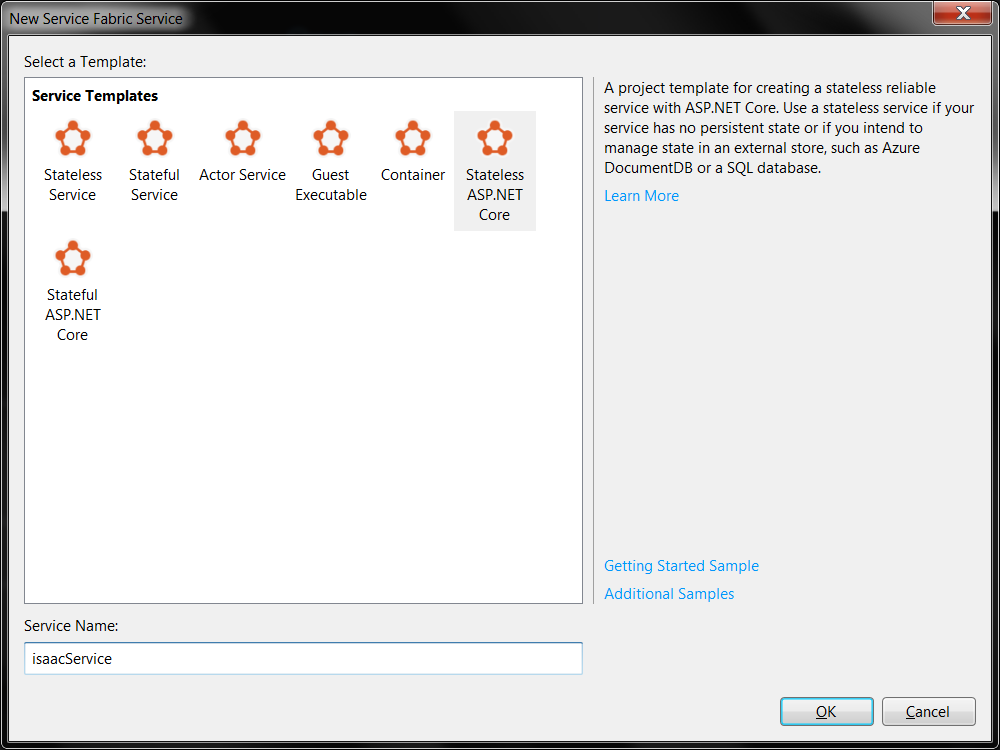 New Service Fabric Service
Select a Template:
Service Templates
Stateless
Service
Stateful
Service
Actor Service
Guest
Executable
Container
Stateless
ASP.NET
Core
Stateful
ASP.NET
Core
A project template for creating a stateless reliable
service with ASP.NET Core. Use a stateless service if your
service has no persistent state or if you intend to
manage state in an external store, such as Azure
DocumentDB or a SQL database.
Learn More
Getting Started Sample
Additional Samples
Service Name:
isaacService
OK
Cancel